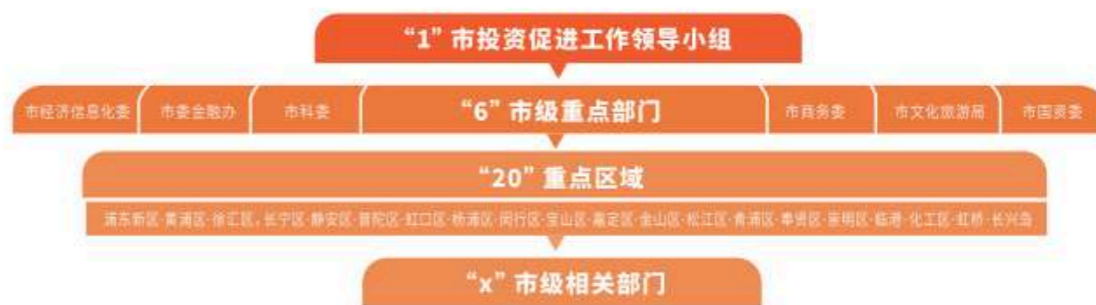 “1”市投资促进工作领导小组
市经济信息化委 市委金融办 市科委 “6”市级重点部门 市商务委 市文化旅游局 市国资委
“20”重点区域
浦东新区·黄浦区·徐汇区,长宁区·静安区·普陀区·虹口区·杨浦区·闵行区·宝山区·嘉定区·金山区·松江区·青浦区·奉贤区·崇明区·临港·化工区·虹桥·长兴岛
“x”市级相关部门